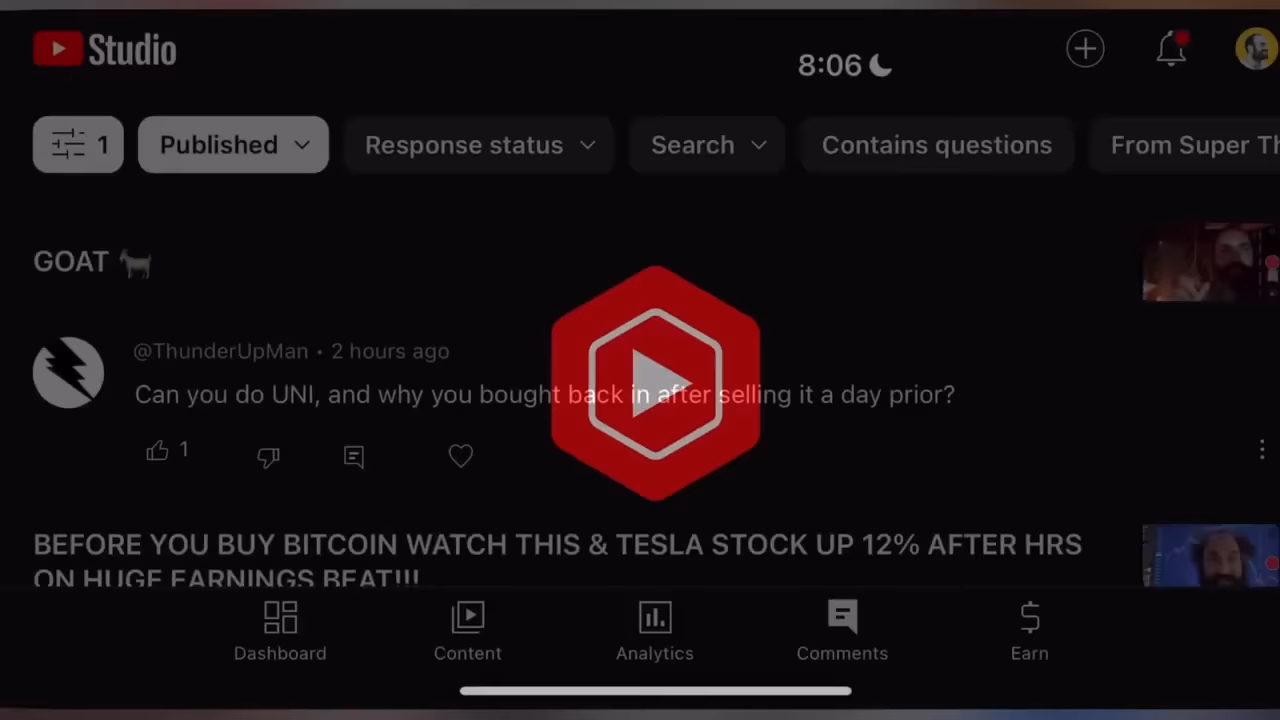 Studio
8:06
1
Published
Response status
Search
Contains questions
From Super Th
GOAT 🐐
@ThunderUpMan • 2 hours ago
Can you do UNI, and why you bought back in after selling it a day prior?
1
BEFORE YOU BUY BITCOIN WATCH THIS & TESLA STOCK UP 12% AFTER HRS
ON HUGE EARNINGS BEAT!!!
Dashboard
Content
Analytics
Comments
Earn